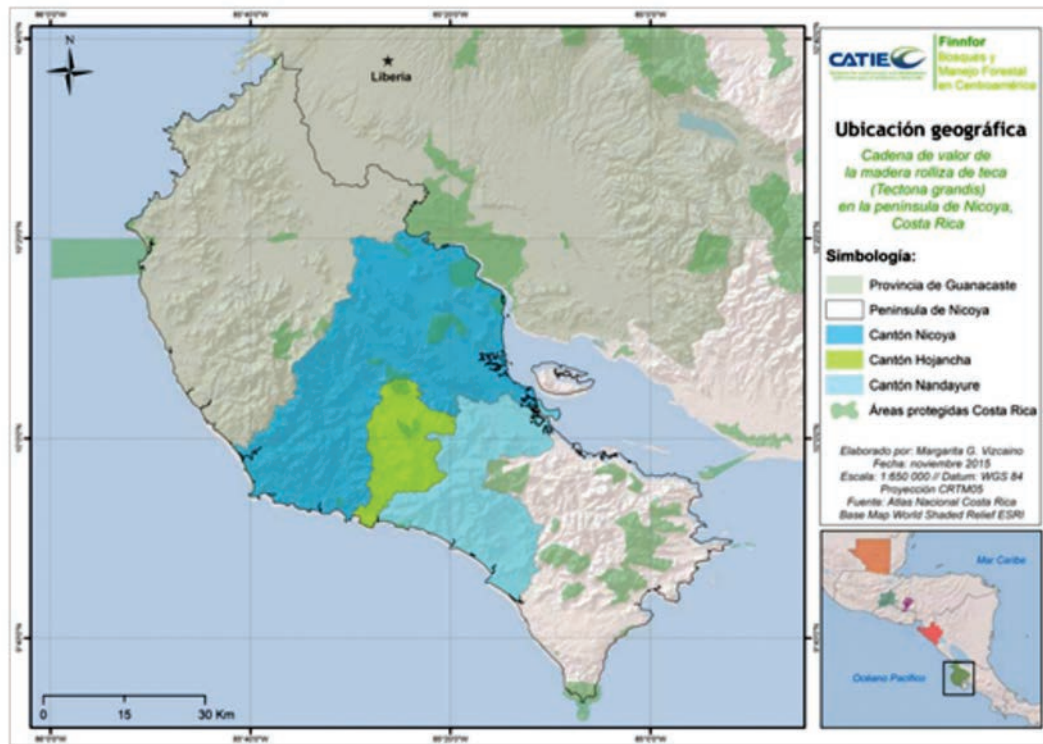 N
Liberia
0 15 30 Km
CATIE
Finnfor
Bosques y
Manejo Forestal
en Centroamérica
Ubicación geográfica
Cadena de valor de
la madera rolliza de teca
(Tectona grandis)
en la península de Nicoya,
Costa Rica
Simbología:
Provincia de Guanacaste
Península de Nicoya
Cantón Nicoya
Cantón Hojancha
Cantón Nandayure
Áreas protegidas Costa Rica
Elaborado por: Margarita G. Vizcaino
Fecha: noviembre 2015
Escala: 1:650 000 // Datum: WGS 84
Proyección CRTM05
Fuente: Atlas Nacional Costa Rica
Base Map World Shaded Relief ESRI
Mar Caribe
Océano Pacífico